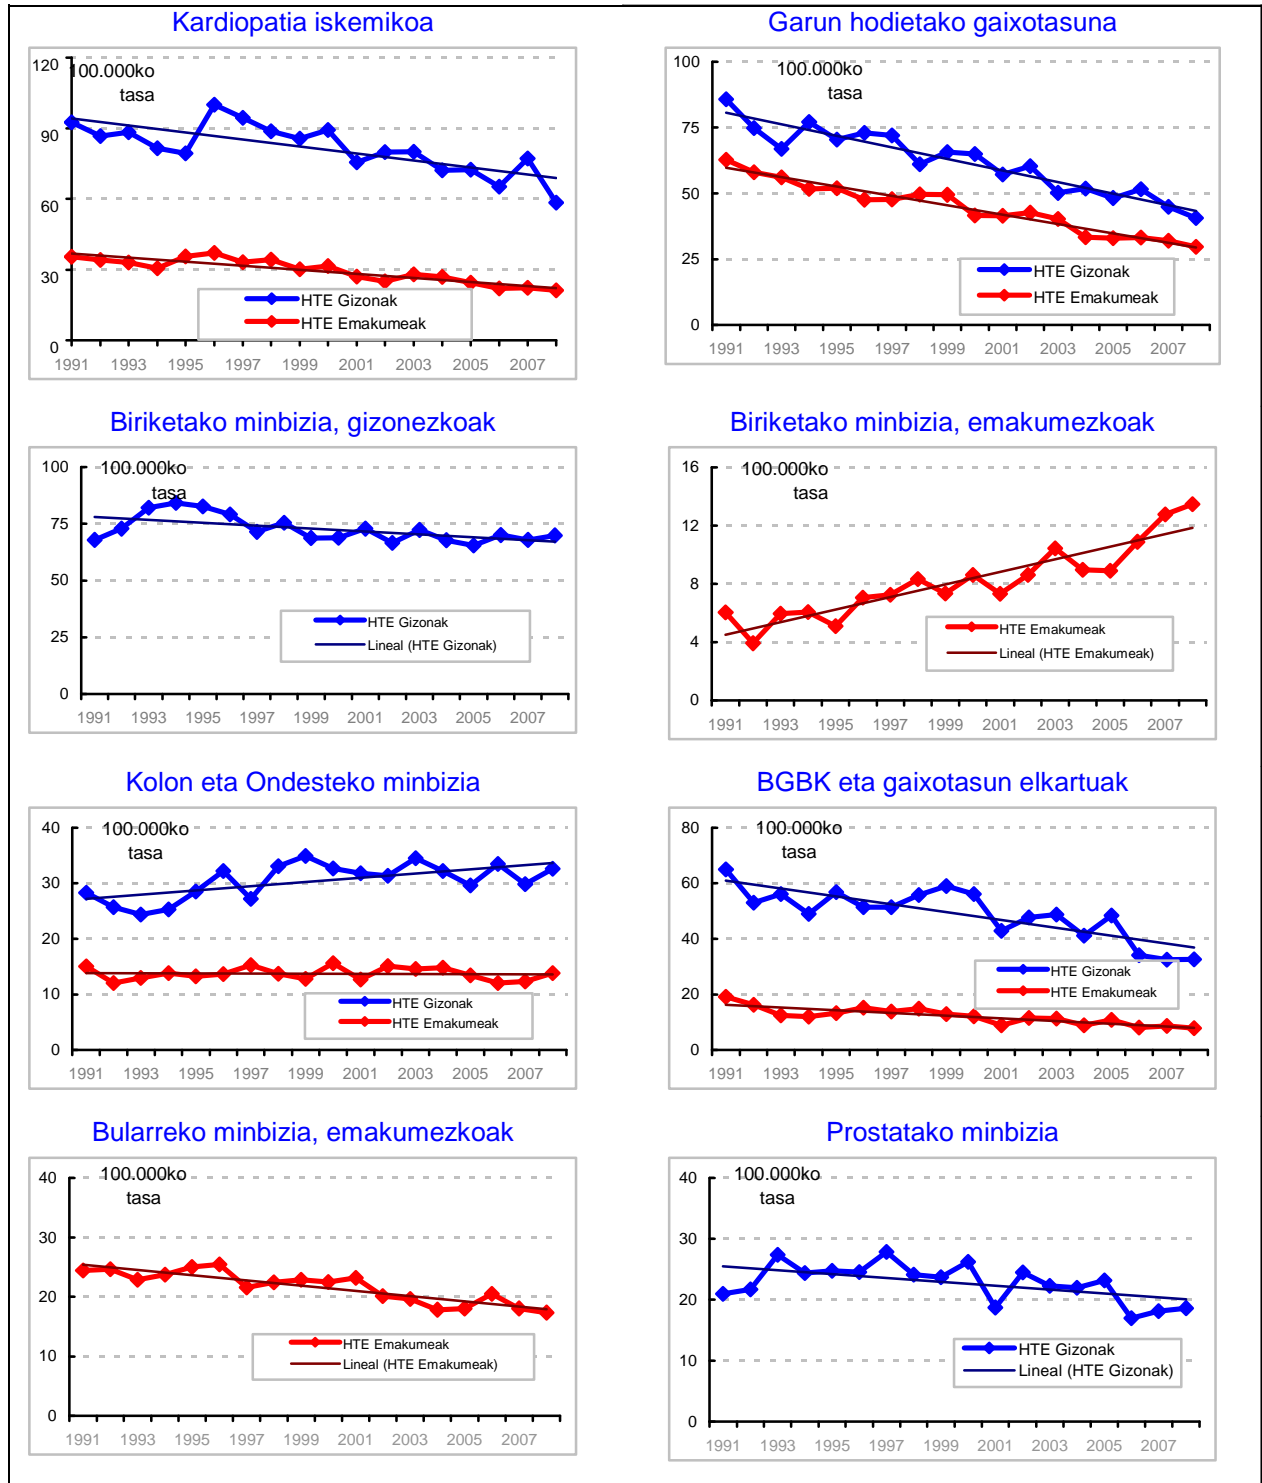 Kardiopatia iskemikoa
100.000ko
tasa
120
90
60
30
0
HTE Gizonak
HTE Emakumeak
1991 1993 1995 1997 1999 2001 2003 2005 2007
Garun hodietako gaixotasuna
100.000ko
tasa
100
75
50
25
0
HTE Gizonak
HTE Emakumeak
1991 1993 1995 1997 1999 2001 2003 2005 2007
Biriketako minbizia, gizonezkoak
100.000ko
tasa
100
75
50
25
0
HTE Gizonak
Lineal (HTE Gizonak)
1991 1993 1995 1997 1999 2001 2003 2005 2007
Biriketako minbizia, emakumezkoak
100.000ko
tasa
16
12
8
4
0
HTE Emakumeak
Lineal (HTE Emakumeak)
1991 1993 1995 1997 1999 2001 2003 2005 2007
Kolon eta Ondesteko minbizia
100.000ko
tasa
40
30
20
10
0
HTE Gizonak
HTE Emakumeak
1991 1993 1995 1997 1999 2001 2003 2005 2007
BGBK eta gaixotasun elkartuak
100.000ko
tasa
80
60
40
20
0
HTE Gizonak
HTE Emakumeak
1991 1993 1995 1997 1999 2001 2003 2005 2007
Bularreko minbizia, emakumezkoak
100.000ko
tasa
40
30
20
10
0
HTE Emakumeak
Lineal (HTE Emakumeak)
1991 1993 1995 1997 1999 2001 2003 2005 2007
Prostatako minbizia
100.000ko
tasa
40
30
20
10
0
HTE Gizonak
Lineal (HTE Gizonak)
1991 1993 1995 1997 1999 2001 2003 2005 2007